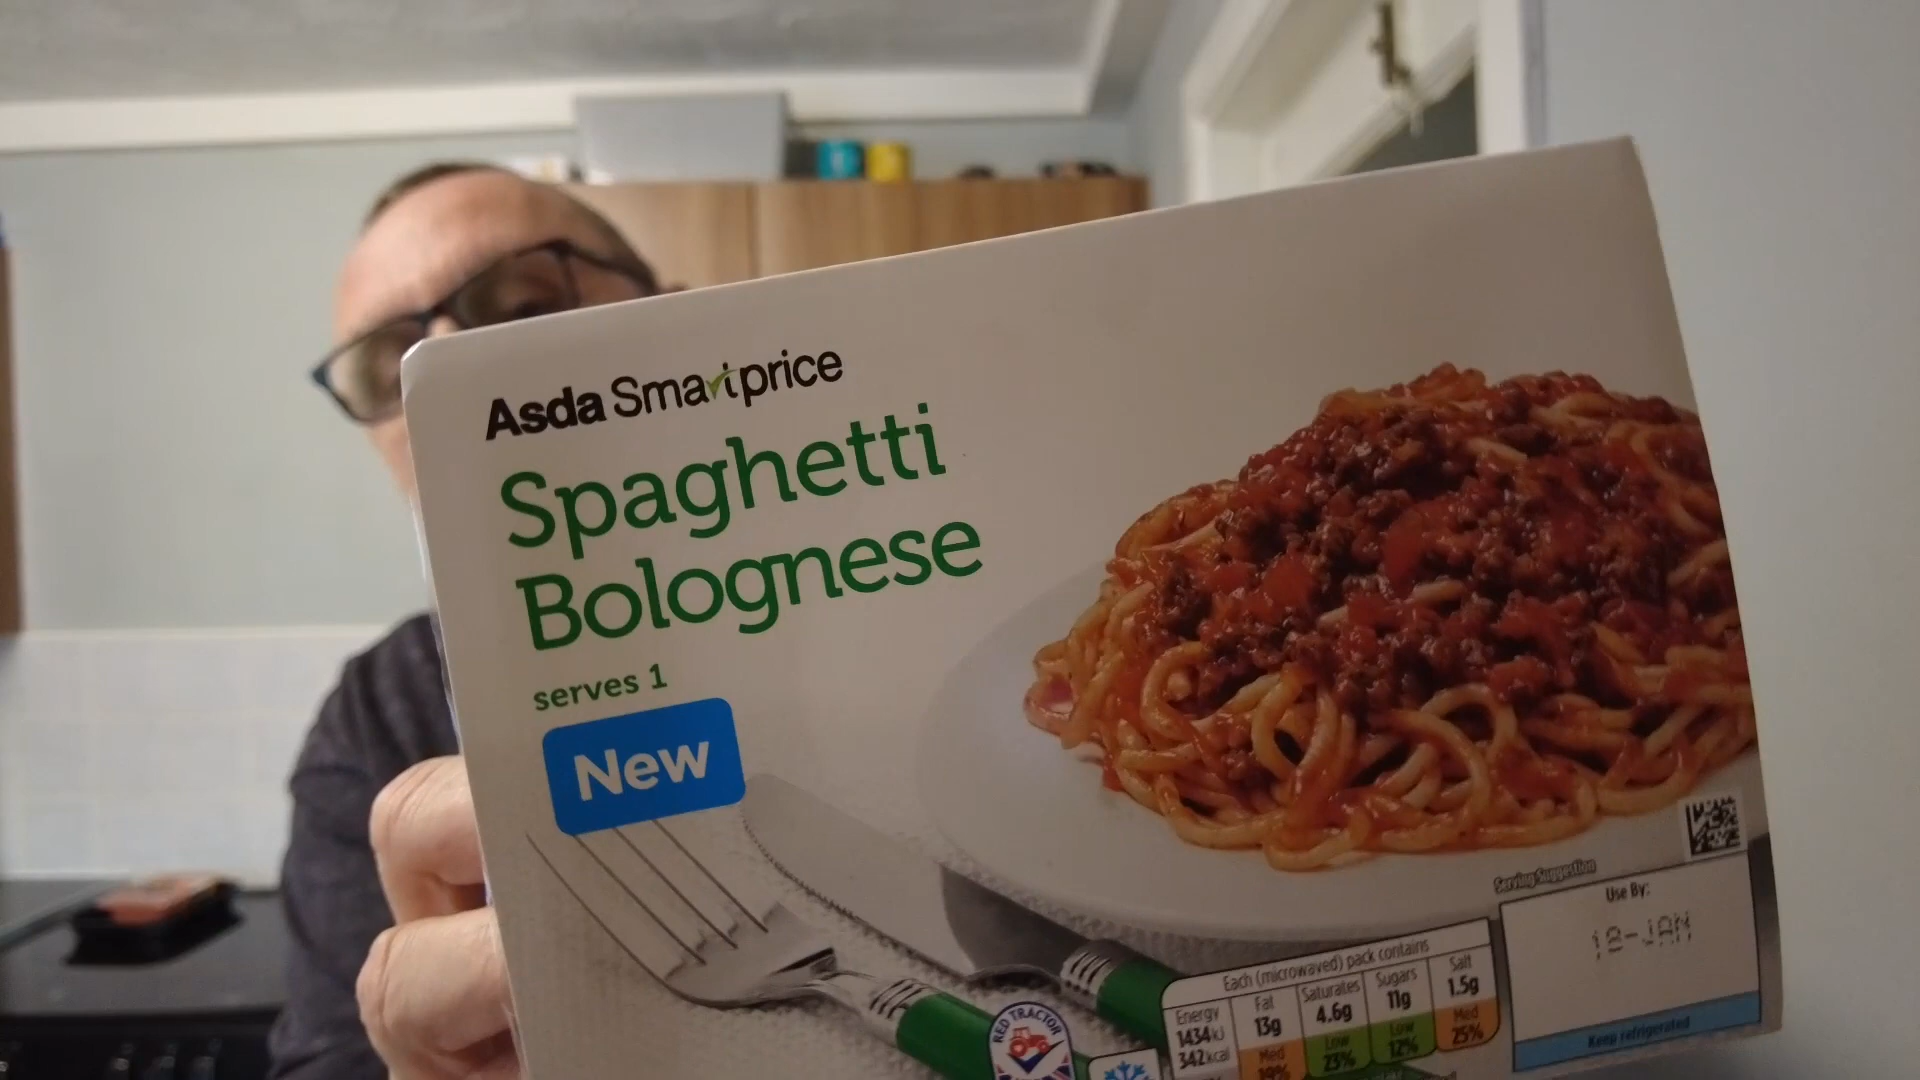 Asda Smartprice
Spaghetti
Bolognese
serves 1
New
Serving Suggestion
Use By:
18-JAN
Keep refrigerated
Each (microwaved) pack contains
Energy
1434kJ
342kcal
Fat
13g
Med
19%
Saturates
4.6g
Low
23%
Sugars
11g
Low
12%
Salt
1.5g
Med
25%
RED TRACTOR